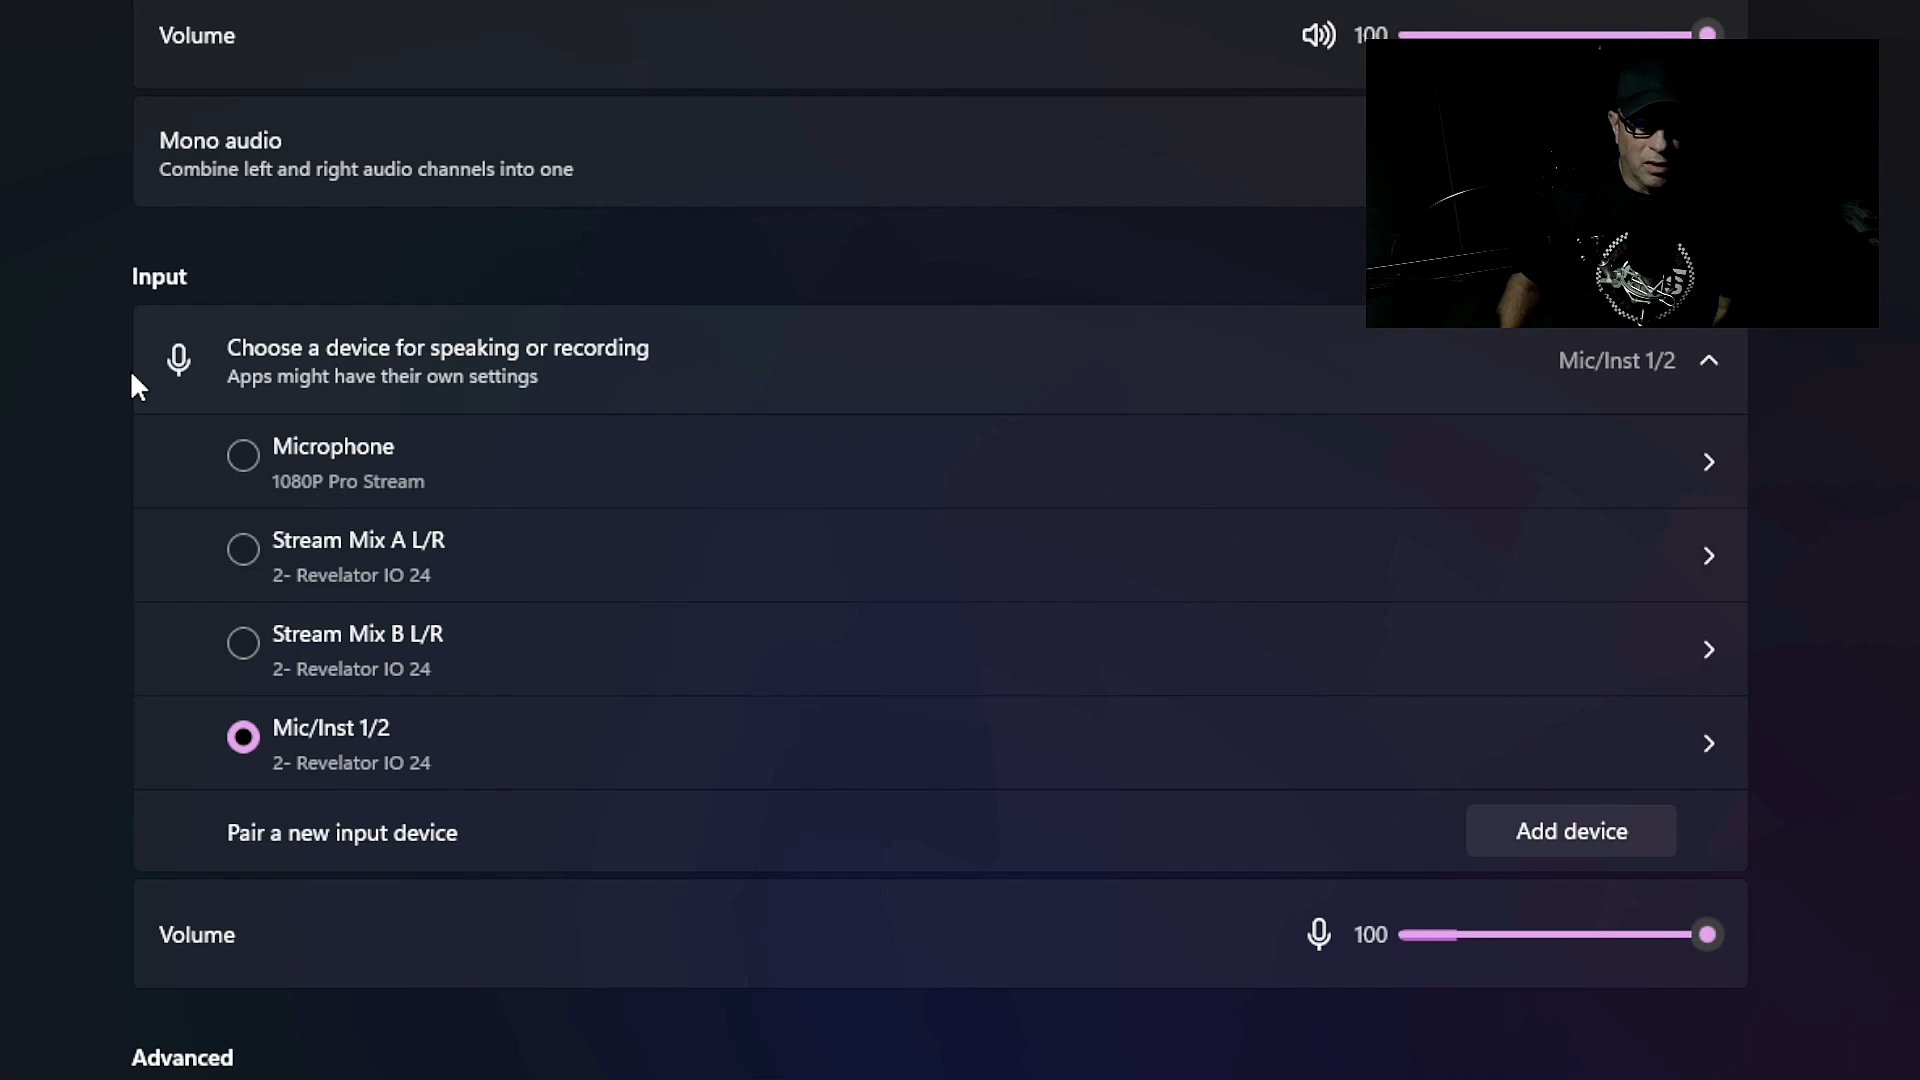 Volume
100
Mono audio
Combine left and right audio channels into one
Input
Choose a device for speaking or recording
Apps might have their own settings
Mic/Inst 1/2
Microphone
1080P Pro Stream
Stream Mix A L/R
2- Revelator IO 24
Stream Mix B L/R
2- Revelator IO 24
Mic/Inst 1/2
2- Revelator IO 24
Pair a new input device
Add device
Volume
100
Advanced